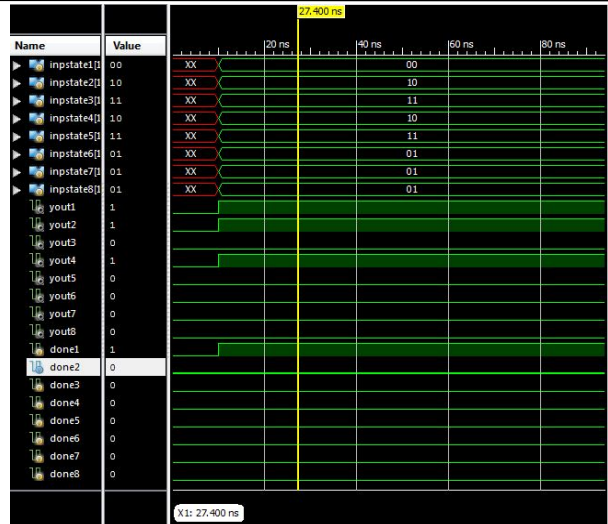 27.400 ns
Name Value 20 ns 40 ns 60 ns 80 ns
inpstate1[1 00 XX 00
inpstate2[1 10 XX 10
inpstate3[1 11 XX 11
inpstate4[1 10 XX 10
inpstate5[1 11 XX 11
inpstate6[1 01 XX 01
inpstate7[1 01 XX 01
inpstate8[1 01 XX 01
yout1 1
yout2 1
yout3 0
yout4 1
yout5 0
yout6 0
yout7 0
yout8 0
done1 1
done2 0
done3 0
done4 0
done5 0
done6 0
done7 0
done8 0
X1: 27.400 ns